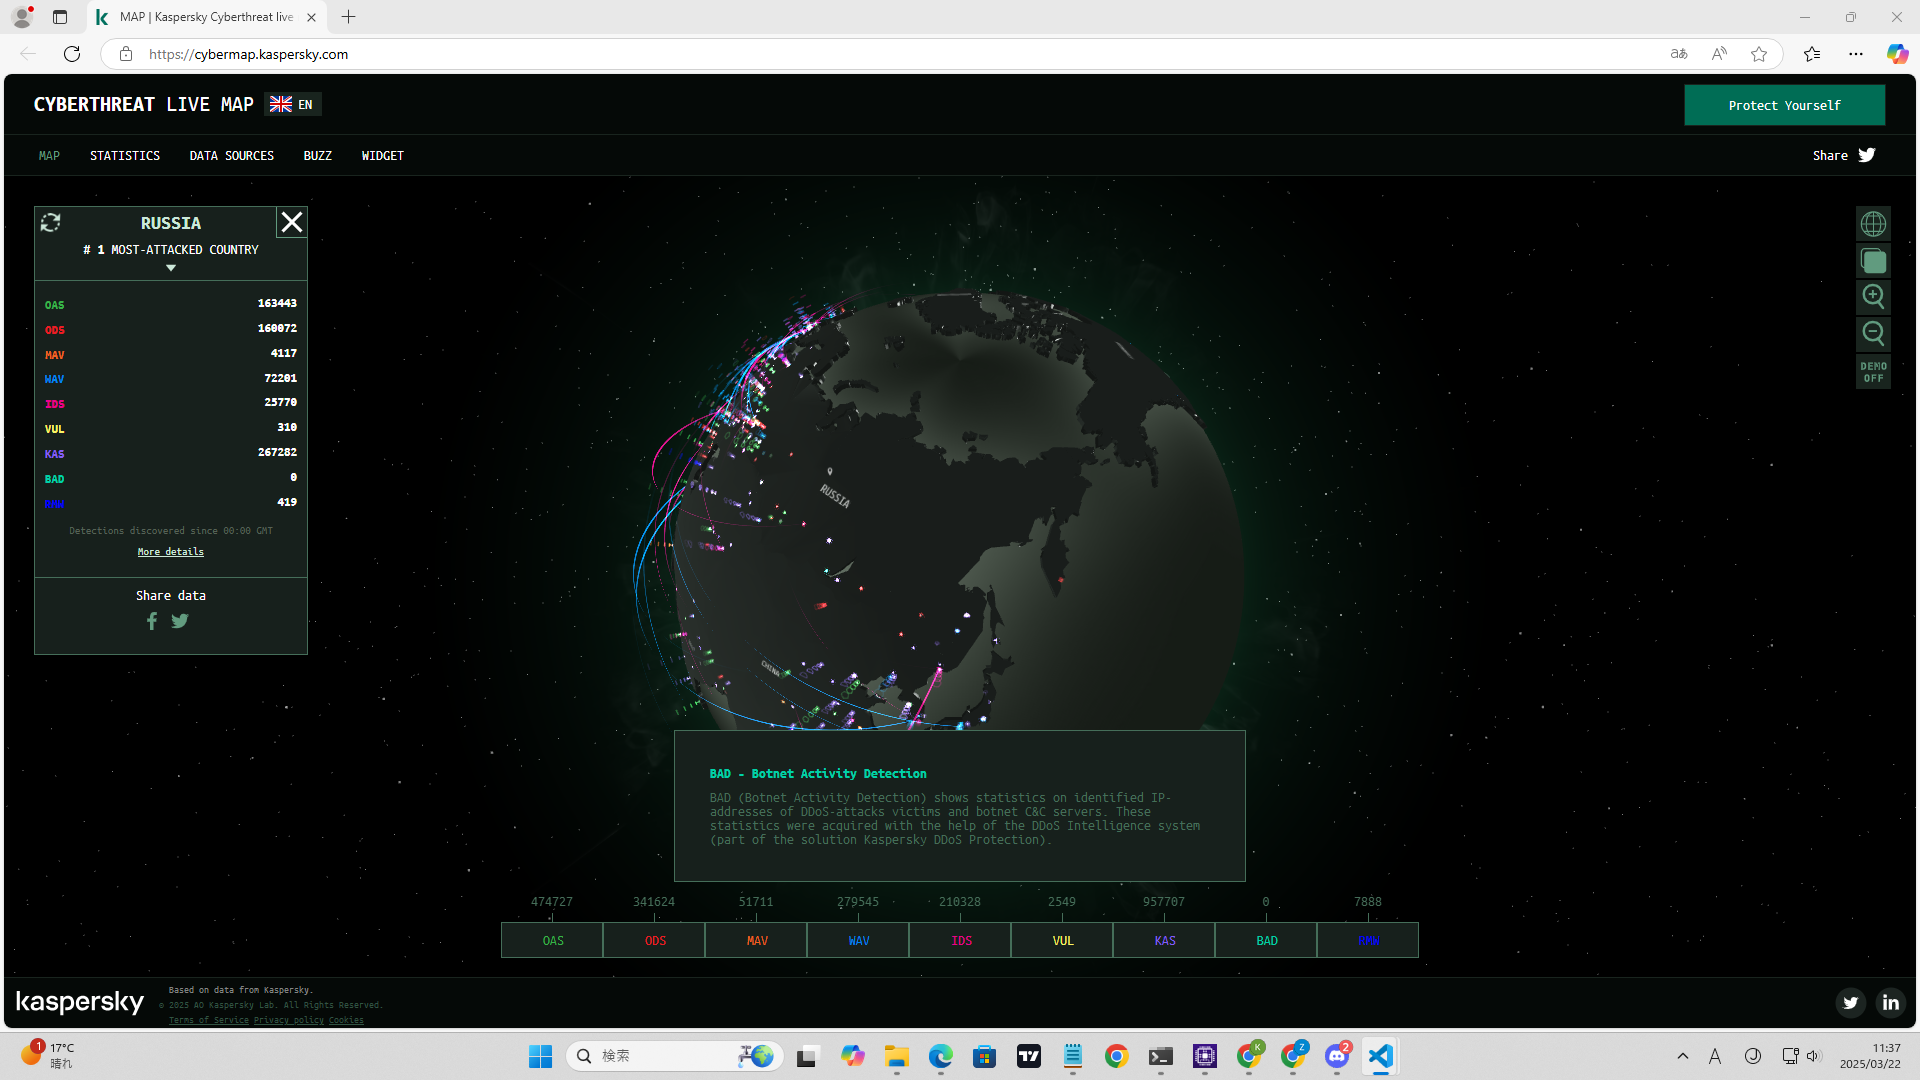 MAP | Kaspersky Cyberthreat live
https://cybermap.kaspersky.com
CYBERTHREAT LIVE MAP EN
Protect Yourself
MAP STATISTICS DATA SOURCES BUZZ WIDGET
Share
RUSSIA
# 1 MOST-ATTACKED COUNTRY
OAS 163443
ODS 160072
MAV 4117
WAV 72201
IDS 25770
VUL 310
KAS 267282
BAD 0
RMW 419
Detections discovered since 00:00 GMT
More details
Share data
DEMO
OFF
RUSSIA
CHINA
BAD - Botnet Activity Detection
BAD (Botnet Activity Detection) shows statistics on identified IP-
addresses of DDoS-attacks victims and botnet C&C servers. These
statistics were acquired with the help of the DDoS Intelligence system
(part of the solution Kaspersky DDoS Protection).
474727 341624 51711 279545 210328 2549 957707 0 7888
OAS ODS MAV WAV IDS VUL KAS BAD RMW
kaspersky
Based on data from Kaspersky.
© 2025 AO Kaspersky Lab. All Rights Reserved.
Terms of Service Privacy policy Cookies
1
17°C
晴れ
検索
K
Z
2
A
11:37
2025/03/22